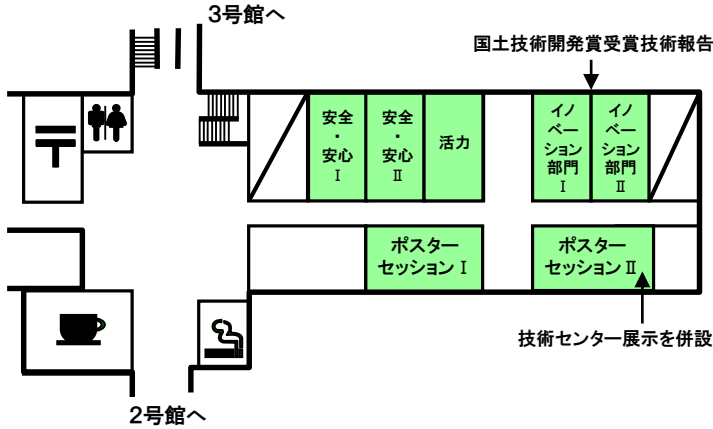 3号館へ
国土技術開発賞受賞技術報告
安全
・
安心
Ⅰ
安全
・
安心
Ⅱ
活力
イノ
ベー
ション
部門
Ⅰ
イノ
ベー
ション
部門
Ⅱ
ポスター
セッションⅠ
ポスター
セッションⅡ
技術センター展示を併設
2号館へ